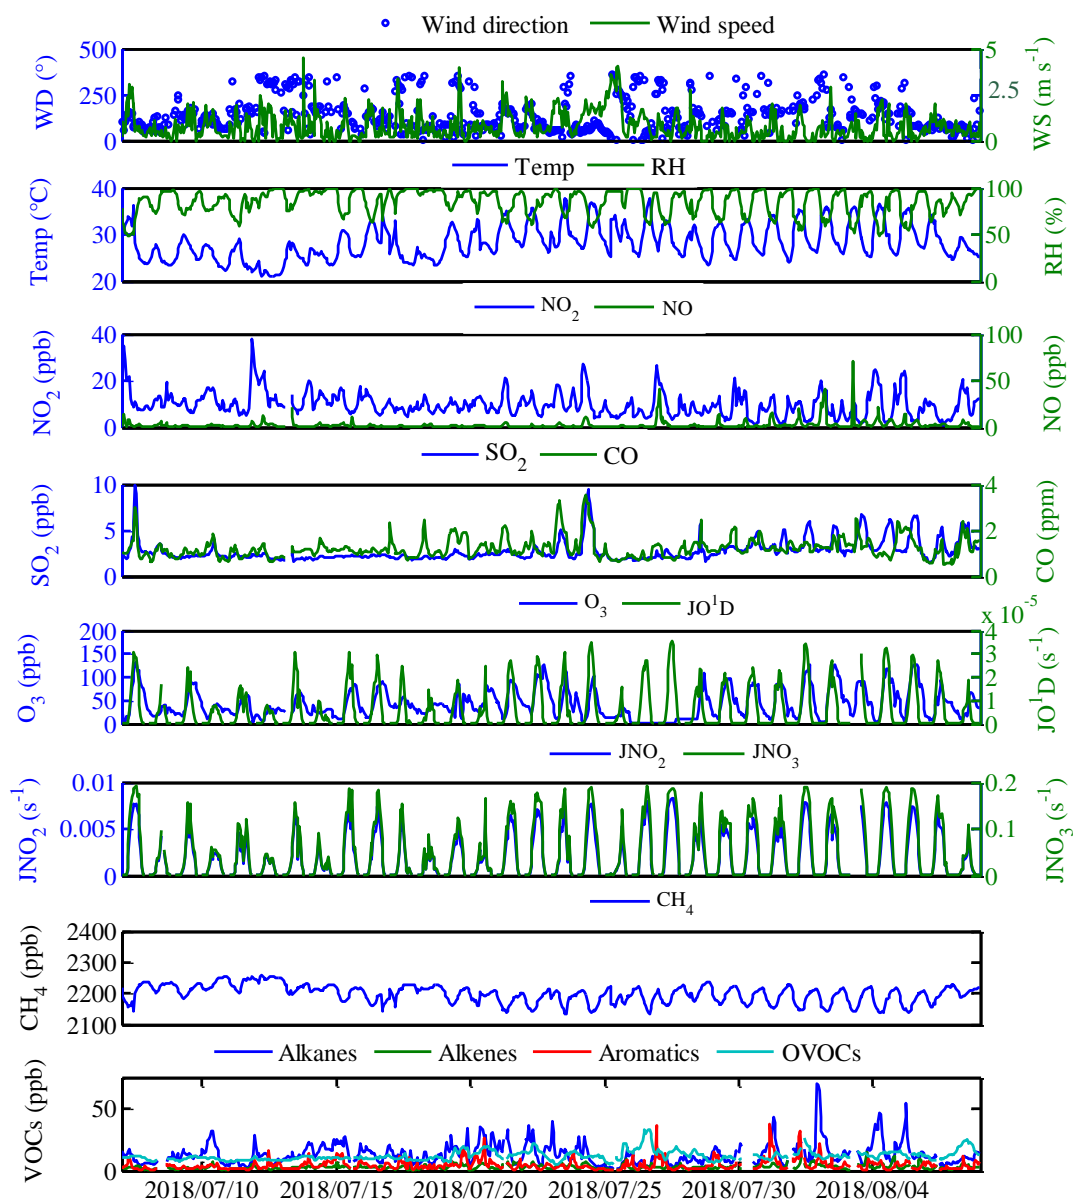 Wind direction Wind speed
500 5
WD (°) 250 2.5 WS (m s⁻¹)
0 0
Temp RH
40 100
Temp (°C) 30 50 RH (%)
20 0
NO₂ NO
40 100
NO₂ (ppb) 20 50 NO (ppb)
0 0
SO₂ CO
10 4
SO₂ (ppb) 5 2 CO (ppm)
0 0
O₃ JO¹D
x 10⁻⁵
200 4
150 3
O₃ (ppb) 100 2 JO¹D (s⁻¹)
50 1
0 0
JNO₂ JNO₃
0.01 0.2
JNO₂ (s⁻¹) 0.005 0.1 JNO₃ (s⁻¹)
0 0
CH₄
2400
2300
CH₄ (ppb)
2200
2100
Alkanes Alkenes Aromatics OVOCs
VOCs (ppb) 50
0
2018/07/10 2018/07/15 2018/07/20 2018/07/25 2018/07/30 2018/08/04